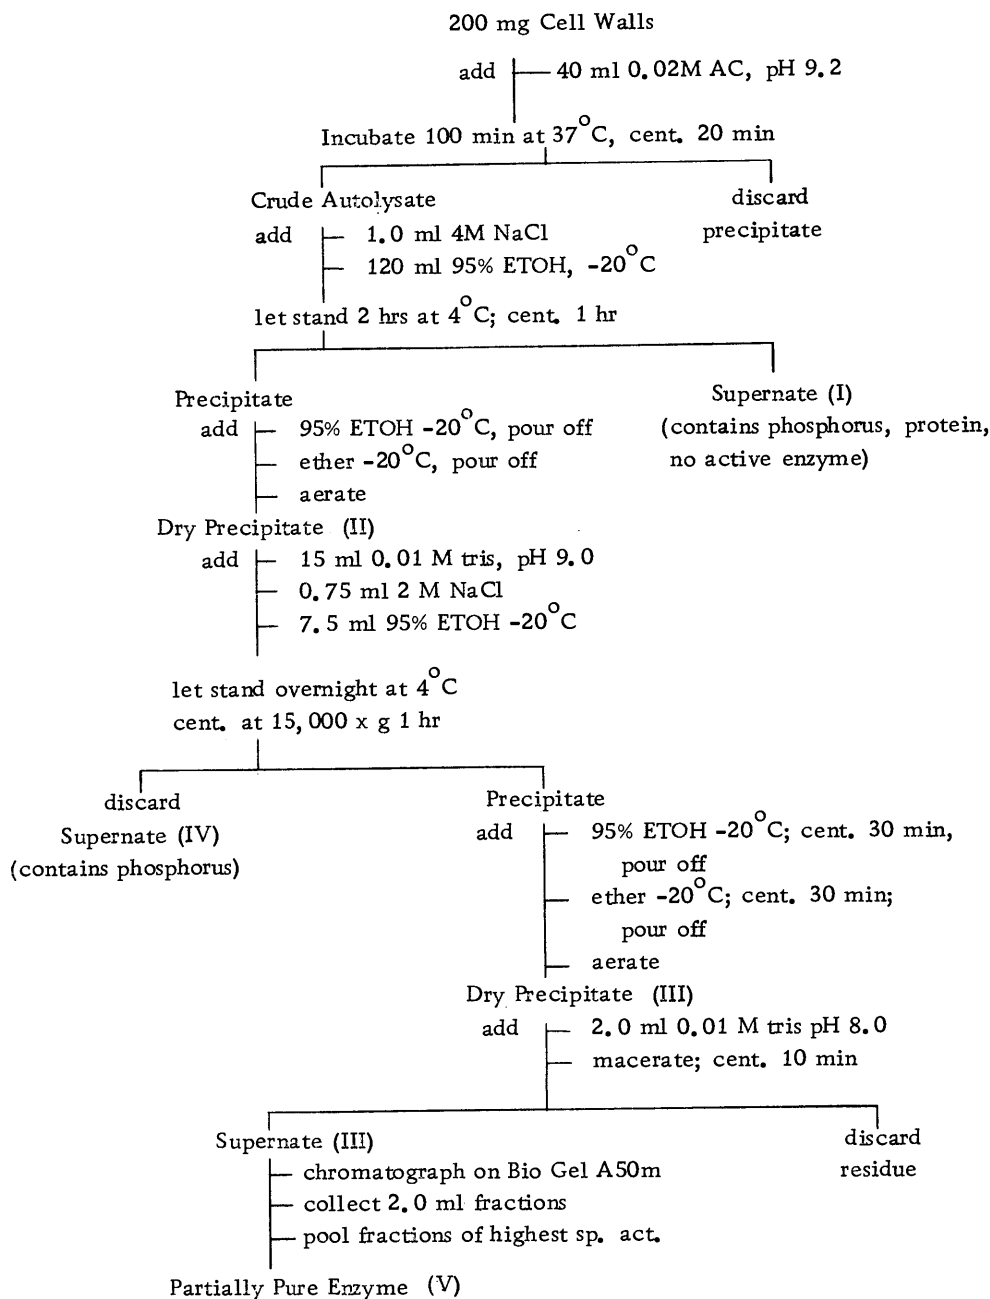 200 mg Cell Walls
add 40 ml 0.02M AC, pH 9.2
Incubate 100 min at 37°C, cent. 20 min
Crude Autolysate
discard
precipitate
add 1.0 ml 4M NaCl
120 ml 95% ETOH, -20°C
let stand 2 hrs at 4°C; cent. 1 hr
Precipitate
add 95% ETOH -20°C, pour off
ether -20°C, pour off
aerate
Supernate (I)
(contains phosphorus, protein,
no active enzyme)
Dry Precipitate (II)
add 15 ml 0.01 M tris, pH 9.0
0.75 ml 2 M NaCl
7.5 ml 95% ETOH -20°C
let stand overnight at 4°C
cent. at 15,000 x g 1 hr
discard
Supernate (IV)
(contains phosphorus)
Precipitate
add 95% ETOH -20°C; cent. 30 min,
pour off
ether -20°C; cent. 30 min;
pour off
aerate
Dry Precipitate (III)
add 2.0 ml 0.01 M tris pH 8.0
macerate; cent. 10 min
Supernate (III)
discard
residue
chromatograph on Bio Gel A50m
collect 2.0 ml fractions
pool fractions of highest sp. act.
Partially Pure Enzyme (V)